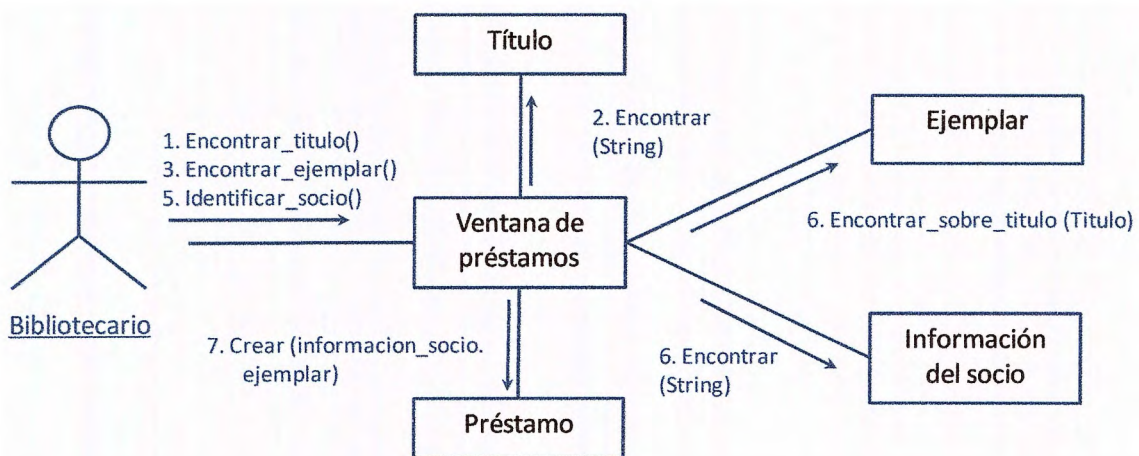 Título
1. Encontrar_titulo()
3. Encontrar_ejemplar()
5. Identificar_socio()
2. Encontrar
(String)
Ejemplar
6. Encontrar_sobre_titulo (Titulo)
Ventana de
préstamos
Bibliotecario
7. Crear (informacion_socio.
ejemplar)
6. Encontrar
(String)
Información
del socio
Préstamo